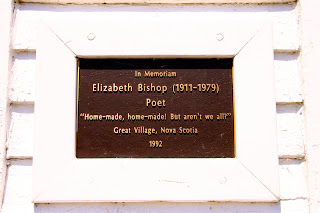 In Memoriam
Elizabeth Bishop (1911-1979)
Poet
"Home-made, home-made! But aren't we all?"
Great Village, Nova Scotia
1992